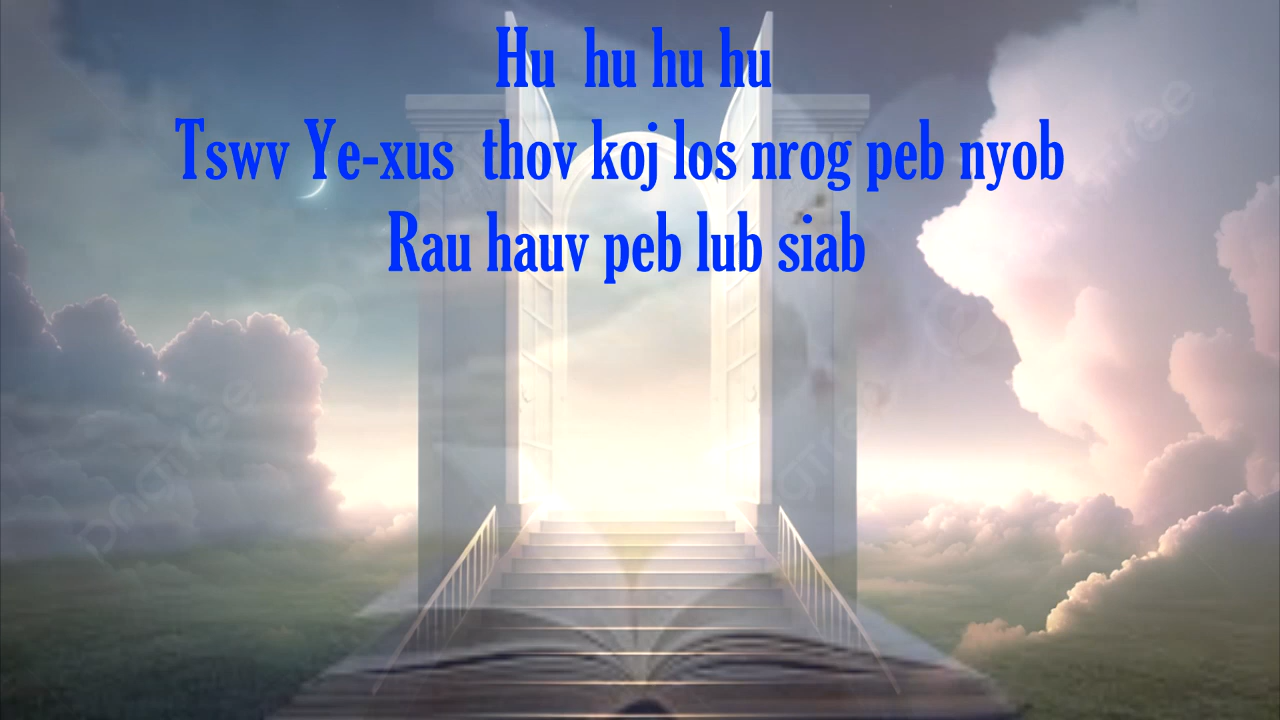 Hu hu hu hu
Tswv Ye-xus thov koj los nrog peb nyob
Rau hauv peb lub siab